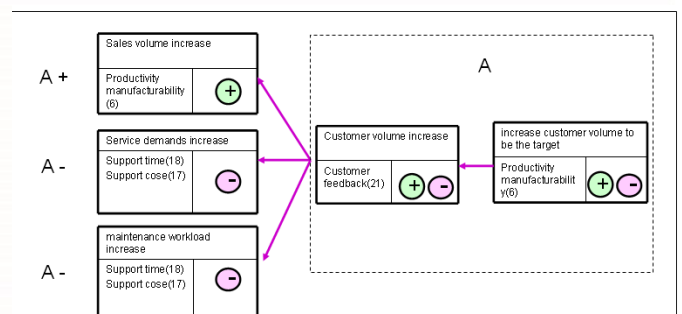 A +
Sales volume increase
Productivity
manufacturability
(6)
+
A -
Service demands increase
Support time(18)
Support cose(17)
-
A -
maintenance workload
increase
Support time(18)
Support cose(17)
-
A
Customer volume increase
Customer
feedback(21)
+ -
increase customer volume to
be the target
Productivity
manufacturabilit
y(6)
+ -